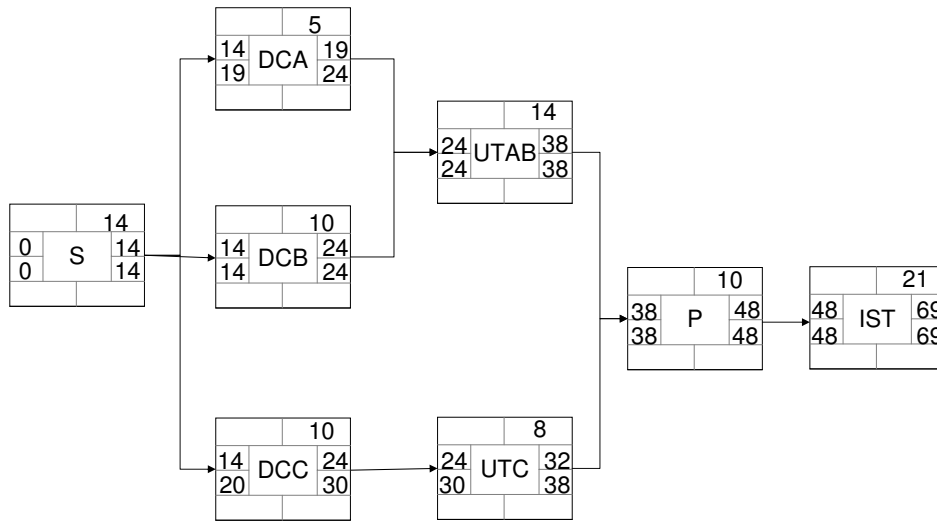 5
14 DCA 19
19 24
14
24 UTAB 38
24 38
14
0 S 14
0 14
10
14 DCB 24
14 24
10
38 P 48
38 48
21
48 IST 69
48 69
10
14 DCC 24
20 30
8
24 UTC 32
30 38